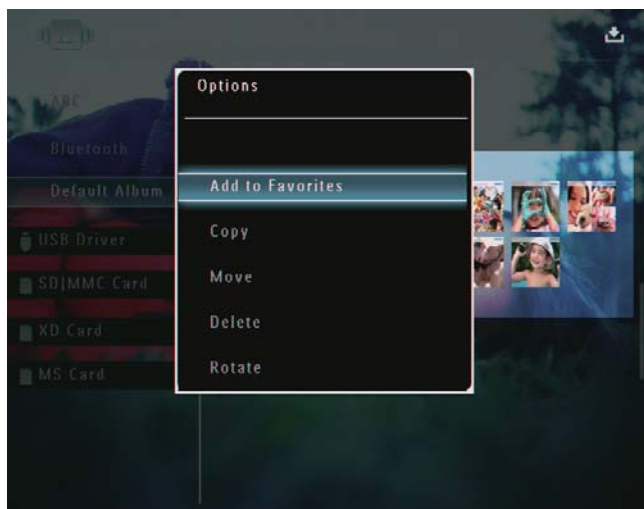 Options
Add to Favorites
Copy
Move
Delete
Rotate
ABC
Bluetooth
Default Album
USB Driver
SD|MMC Card
XD Card
MS Card